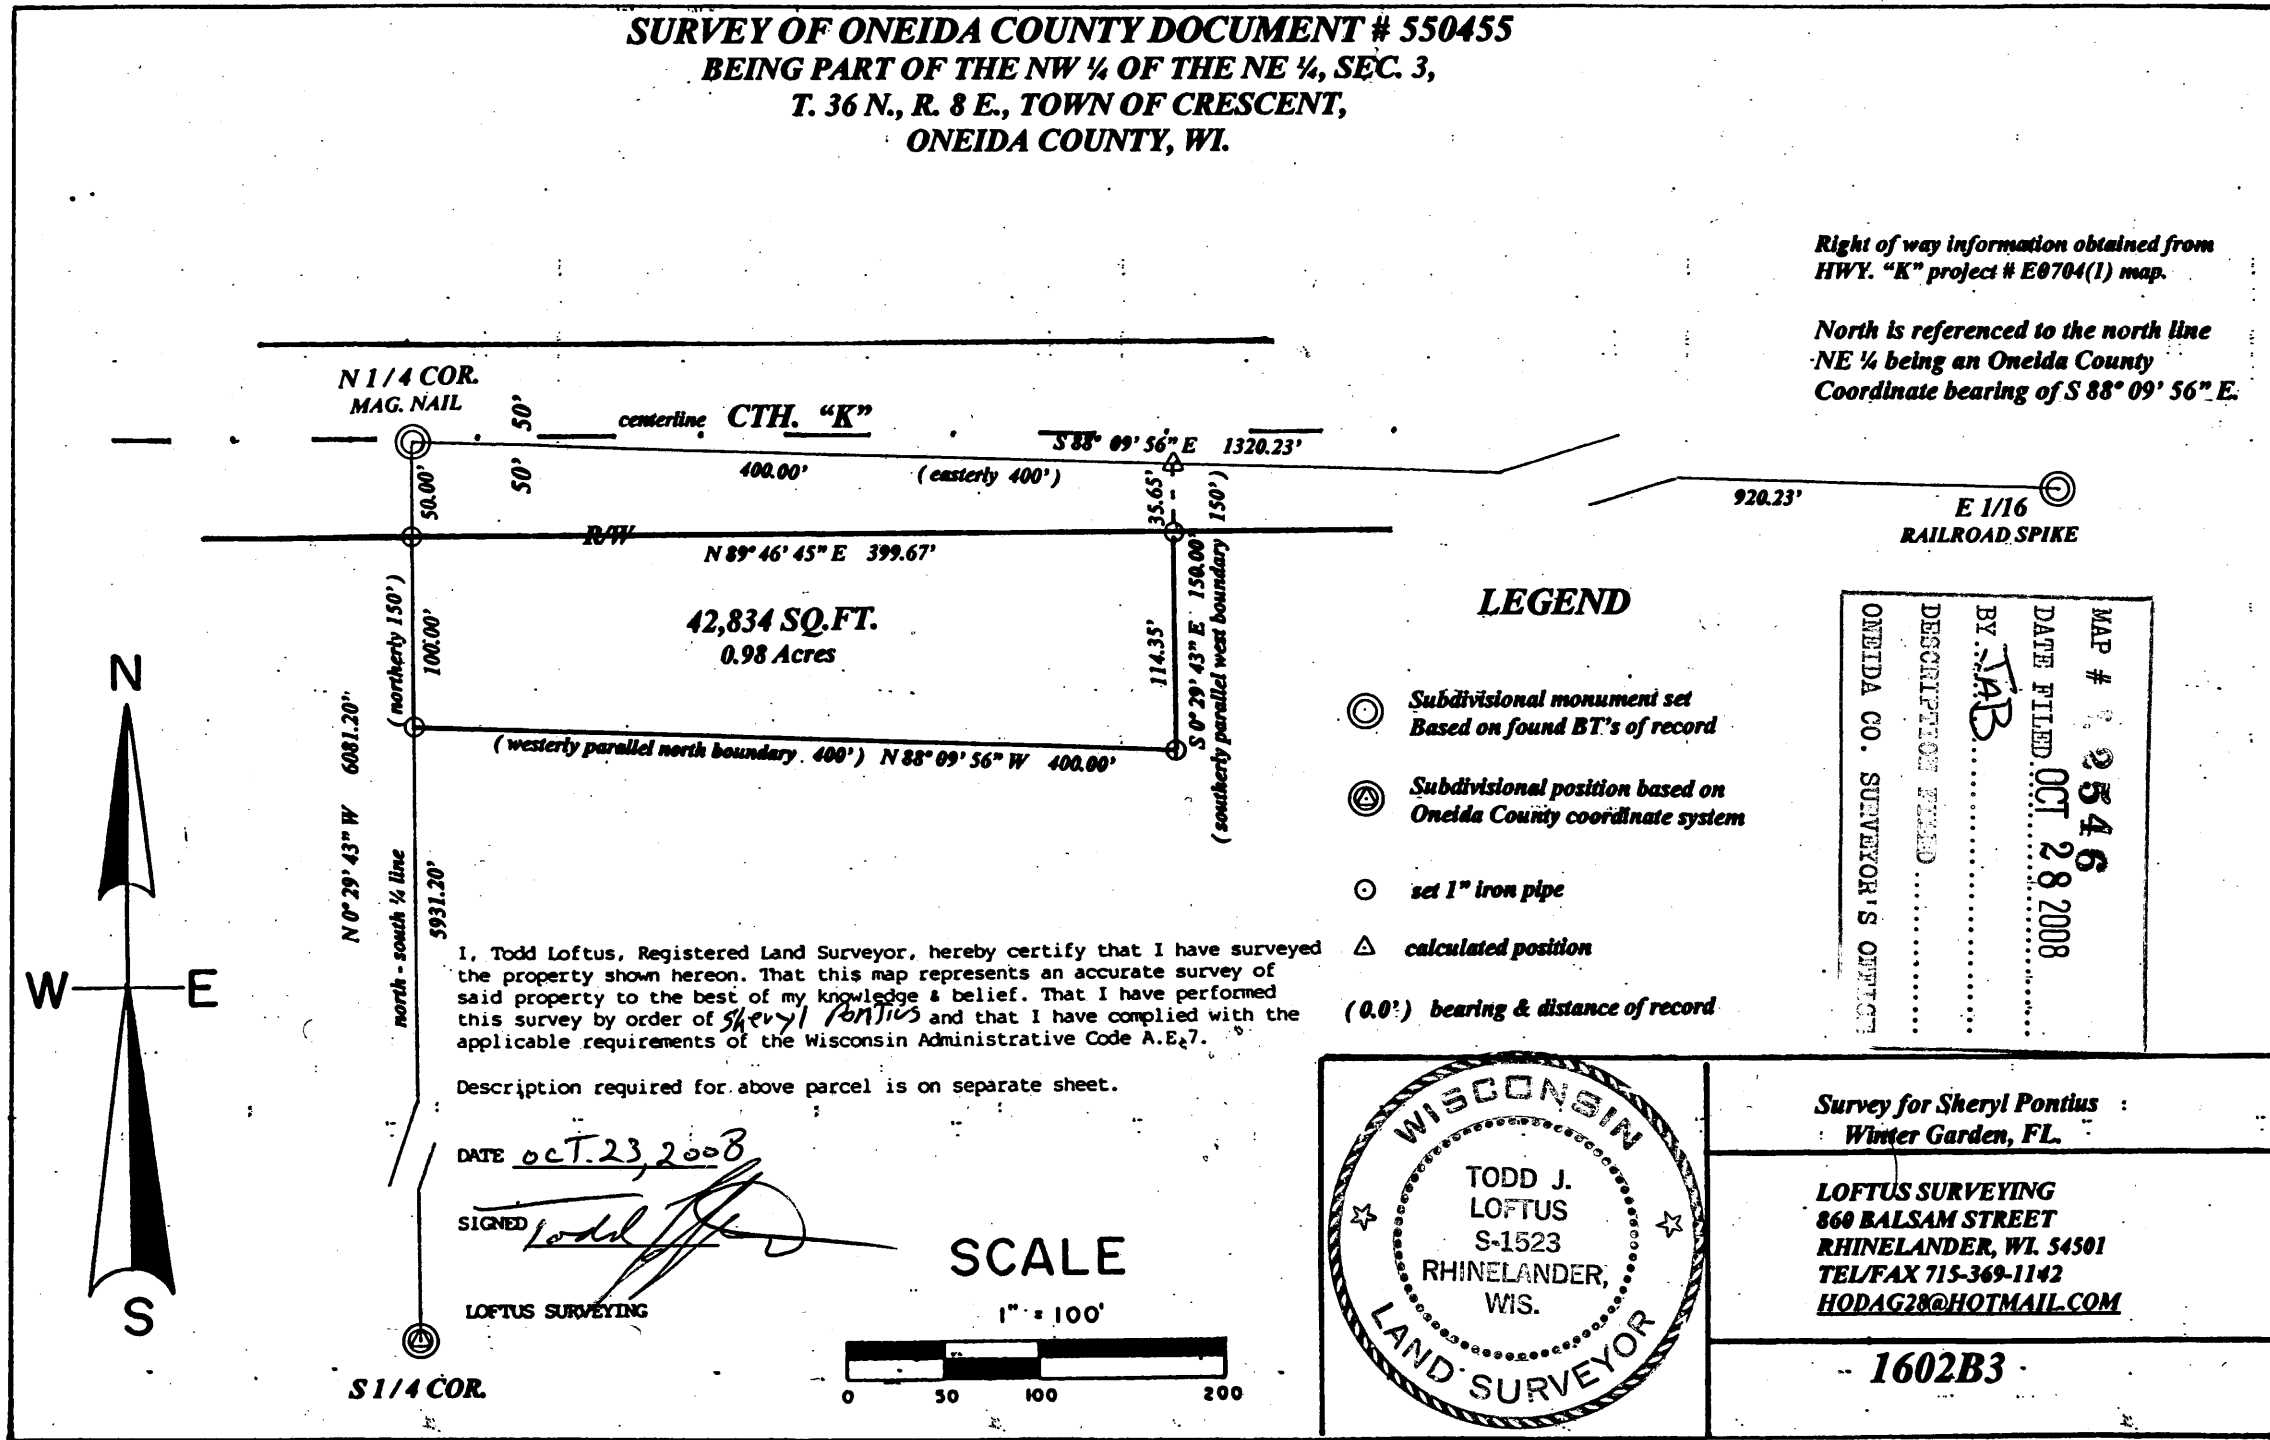 SURVEY OF ONEIDA COUNTY DOCUMENT # 550455
BEING PART OF THE NW ¼ OF THE NE ¼, SEC. 3,
T. 36 N., R. 8 E., TOWN OF CRESCENT,
ONEIDA COUNTY, WI.
Right of way information obtained from
HWY. “K” project # E0704(1) map.
North is referenced to the north line
NE ¼ being an Oneida County
Coordinate bearing of S 88° 09’ 56” E.
N 1/4 COR.
MAG. NAIL
50’
50’
centerline CTH. “K”
S 88° 09’ 56” E 1320.23’
400.00’ ( easterly 400’)
920.23’
E 1/16
RAILROAD SPIKE
50.00’
35.65’
R/W
N 89° 46’ 45” E 399.67’
42,834 SQ.FT.
0.98 Acres
( northerly 150’)
100.00’
114.35’
S 0° 29’ 43” E 150.00’
( southerly parallel west boundary 150’)
( westerly parallel north boundary . 400’) N 88° 09’ 56” W 400.00’
N 0° 29’ 43” W 6081.20”
north - south ¼ line
5931.20’
N
W E
S
LEGEND
Subdivisional monument set
Based on found BT.’s of record
Subdivisional position based on
Oneida County coordinate system
set 1” iron pipe
calculated position
( 0.0’) bearing & distance of record
MAP # 2546
DATE FILED OCT 28 2008
BY JAB
DESCRIPTION FILED
ONEIDA CO. SURVEYOR'S OFFICE
I, Todd Loftus, Registered Land Surveyor, hereby certify that I have surveyed
the property shown hereon. That this map represents an accurate survey of
said property to the best of my knowledge & belief. That I have performed
this survey by order of Sheryl Pontius and that I have complied with the
applicable requirements of the Wisconsin Administrative Code A.E.7.
Description required for above parcel is on separate sheet.
DATE OCT. 23, 2008
SIGNED Todd
LOFTUS SURVEYING
S 1/4 COR.
SCALE
1" = 100'
0 50 100 200
WISCONSIN
TODD J.
LOFTUS
S-1523
RHINELANDER,
WIS.
LAND SURVEYOR
Survey for Sheryl Pontius
Winter Garden, FL.
LOFTUS SURVEYING
860 BALSAM STREET
RHINELANDER, WI. 54501
TEL/FAX 715-369-1142
HODAG28@HOTMAIL.COM
1602B3